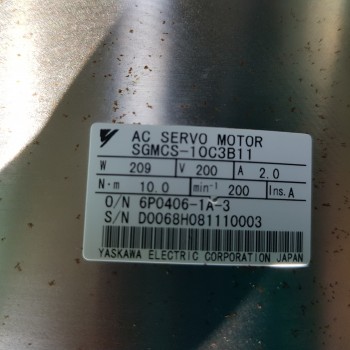 AC SERVO MOTOR
SGMCS-10C3B11
W 209 V 200 A 2.0
N·m 10.0 min⁻¹ 200 Ins.A
O/N 6P0406-1A-3
S/N D0068H081110003
YASKAWA ELECTRIC CORPORATION JAPAN